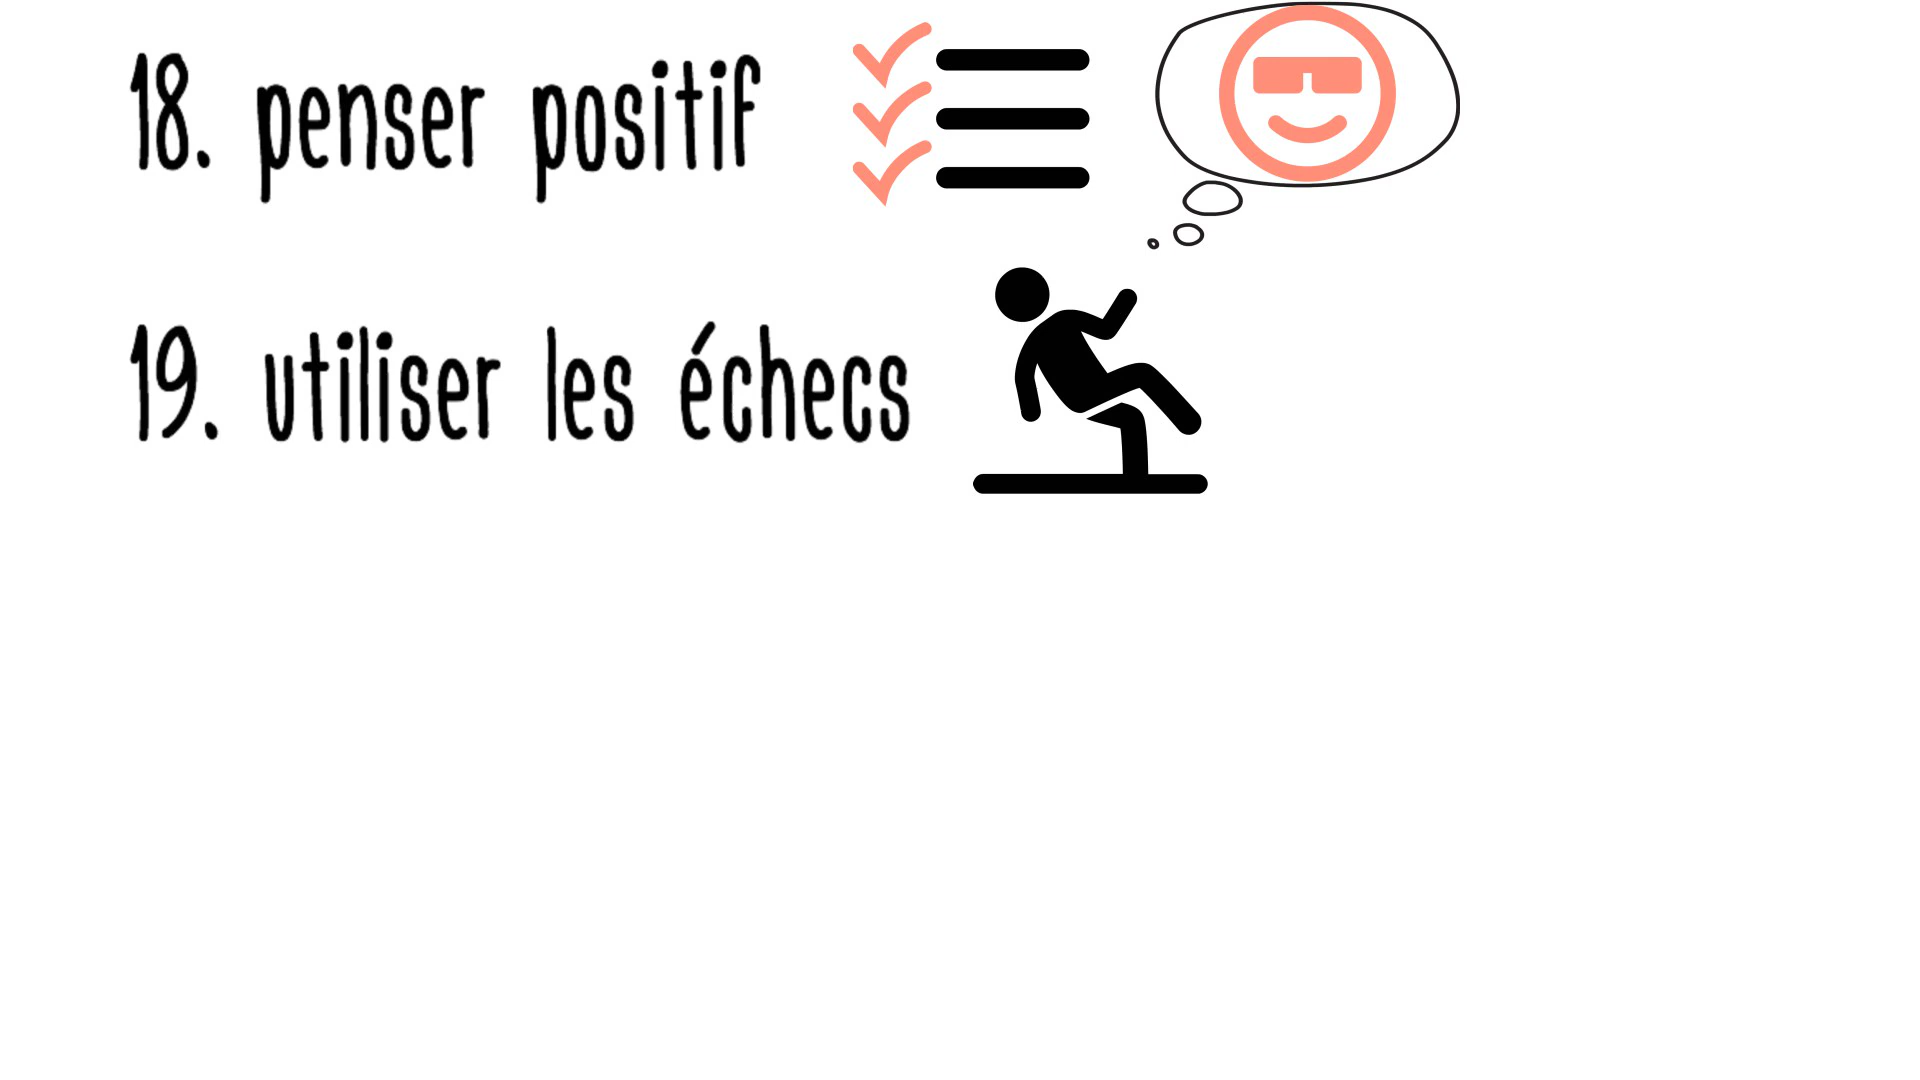 18. penser positif
19. utiliser les échecs